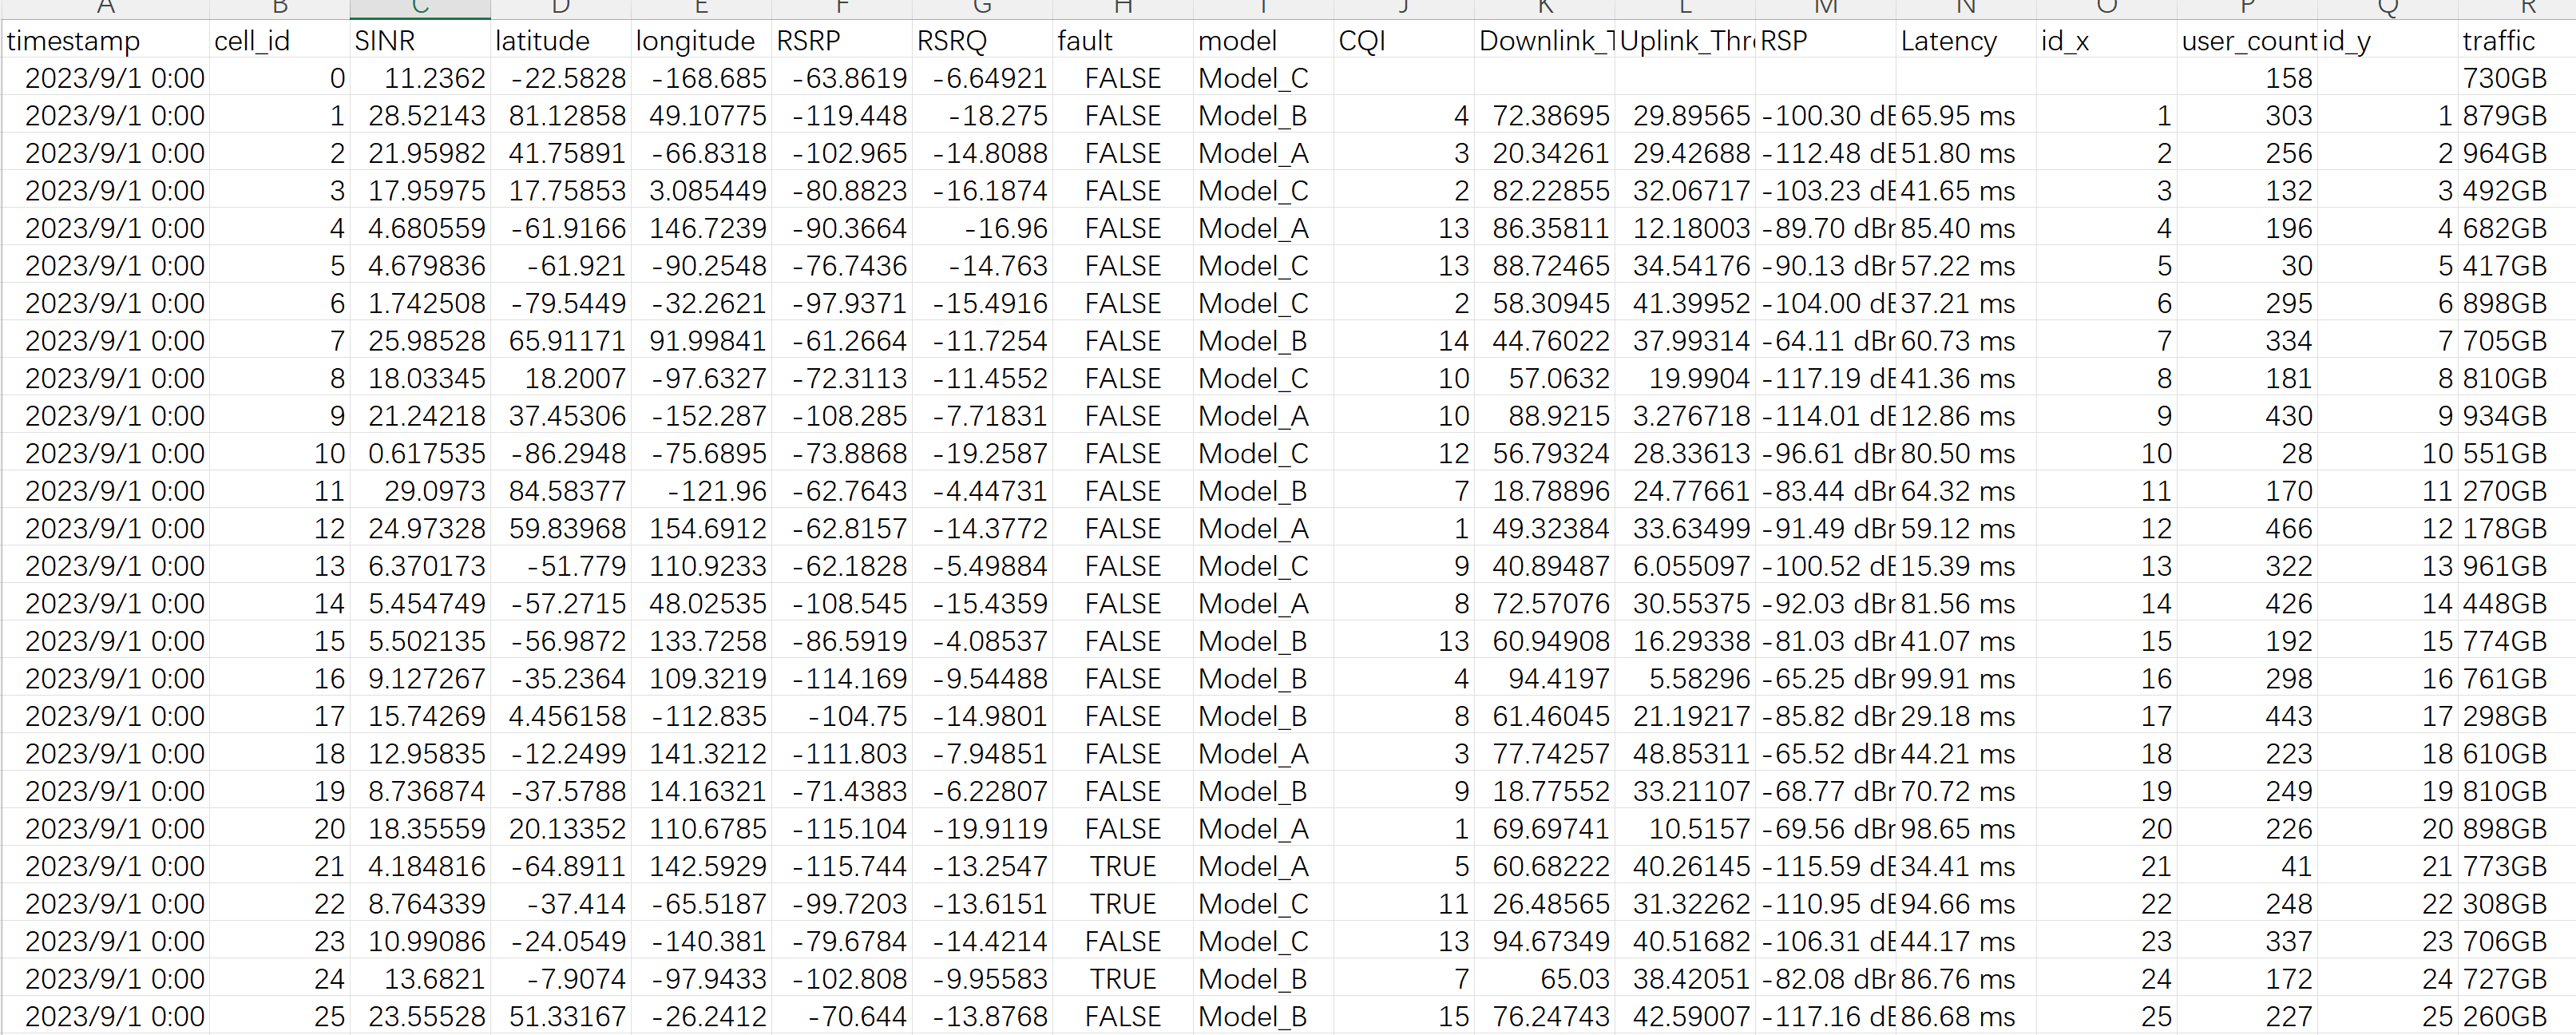 A B C D E F G H I J K L M N O P Q R
timestamp cell_id SINR latitude longitude RSRP RSRQ fault model CQI Downlink_T Uplink_Thr RSP Latency id_x user_count id_y traffic
2023/9/1 0:00 0 11.2362 -22.5828 -168.685 -63.8619 -6.64921 FALSE Model_C 158 730GB
2023/9/1 0:00 1 28.52143 81.12858 49.10775 -119.448 -18.275 FALSE Model_B 4 72.38695 29.89565 -100.30 dB 65.95 ms 1 303 1 879GB
2023/9/1 0:00 2 21.95982 41.75891 -66.8318 -102.965 -14.8088 FALSE Model_A 3 20.34261 29.42688 -112.48 dB 51.80 ms 2 256 2 964GB
2023/9/1 0:00 3 17.95975 17.75853 3.085449 -80.8823 -16.1874 FALSE Model_C 2 82.22855 32.06717 -103.23 dB 41.65 ms 3 132 3 492GB
2023/9/1 0:00 4 4.680559 -61.9166 146.7239 -90.3664 -16.96 FALSE Model_A 13 86.35811 12.18003 -89.70 dBm 85.40 ms 4 196 4 682GB
2023/9/1 0:00 5 4.679836 -61.921 -90.2548 -76.7436 -14.763 FALSE Model_C 13 88.72465 34.54176 -90.13 dBm 57.22 ms 5 30 5 417GB
2023/9/1 0:00 6 1.742508 -79.5449 -32.2621 -97.9371 -15.4916 FALSE Model_C 2 58.30945 41.39952 -104.00 dB 37.21 ms 6 295 6 898GB
2023/9/1 0:00 7 25.98528 65.91171 91.99841 -61.2664 -11.7254 FALSE Model_B 14 44.76022 37.99314 -64.11 dBm 60.73 ms 7 334 7 705GB
2023/9/1 0:00 8 18.03345 18.2007 -97.6327 -72.3113 -11.4552 FALSE Model_C 10 57.0632 19.9904 -117.19 dB 41.36 ms 8 181 8 810GB
2023/9/1 0:00 9 21.24218 37.45306 -152.287 -108.285 -7.71831 FALSE Model_A 10 88.9215 3.276718 -114.01 dB 12.86 ms 9 430 9 934GB
2023/9/1 0:00 10 0.617535 -86.2948 -75.6895 -73.8868 -19.2587 FALSE Model_C 12 56.79324 28.33613 -96.61 dBm 80.50 ms 10 28 10 551GB
2023/9/1 0:00 11 29.0973 84.58377 -121.96 -62.7643 -4.44731 FALSE Model_B 7 18.78896 24.77661 -83.44 dBm 64.32 ms 11 170 11 270GB
2023/9/1 0:00 12 24.97328 59.83968 154.6912 -62.8157 -14.3772 FALSE Model_A 1 49.32384 33.63499 -91.49 dBm 59.12 ms 12 466 12 178GB
2023/9/1 0:00 13 6.370173 -51.779 110.9233 -62.1828 -5.49884 FALSE Model_C 9 40.89487 6.055097 -100.52 dB 15.39 ms 13 322 13 961GB
2023/9/1 0:00 14 5.454749 -57.2715 48.02535 -108.545 -15.4359 FALSE Model_A 8 72.57076 30.55375 -92.03 dBm 81.56 ms 14 426 14 448GB
2023/9/1 0:00 15 5.502135 -56.9872 133.7258 -86.5919 -4.08537 FALSE Model_B 13 60.94908 16.29338 -81.03 dBm 41.07 ms 15 192 15 774GB
2023/9/1 0:00 16 9.127267 -35.2364 109.3219 -114.169 -9.54488 FALSE Model_B 4 94.4197 5.58296 -65.25 dBm 99.91 ms 16 298 16 761GB
2023/9/1 0:00 17 15.74269 4.456158 -112.835 -104.75 -14.9801 FALSE Model_B 8 61.46045 21.19217 -85.82 dBm 29.18 ms 17 443 17 298GB
2023/9/1 0:00 18 12.95835 -12.2499 141.3212 -111.803 -7.94851 FALSE Model_A 3 77.74257 48.85311 -65.52 dBm 44.21 ms 18 223 18 610GB
2023/9/1 0:00 19 8.736874 -37.5788 14.16321 -71.4383 -6.22807 FALSE Model_B 9 18.77552 33.21107 -68.77 dBm 70.72 ms 19 249 19 810GB
2023/9/1 0:00 20 18.35559 20.13352 110.6785 -115.104 -19.9119 FALSE Model_A 1 69.69741 10.5157 -69.56 dBm 98.65 ms 20 226 20 898GB
2023/9/1 0:00 21 4.184816 -64.8911 142.5929 -115.744 -13.2547 TRUE Model_A 5 60.68222 40.26145 -115.59 dB 34.41 ms 21 41 21 773GB
2023/9/1 0:00 22 8.764339 -37.414 -65.5187 -99.7203 -13.6151 TRUE Model_C 11 26.48565 31.32262 -110.95 dB 94.66 ms 22 248 22 308GB
2023/9/1 0:00 23 10.99086 -24.0549 -140.381 -79.6784 -14.4214 FALSE Model_C 13 94.67349 40.51682 -106.31 dB 44.17 ms 23 337 23 706GB
2023/9/1 0:00 24 13.6821 -7.9074 -97.9433 -102.808 -9.95583 TRUE Model_B 7 65.03 38.42051 -82.08 dBm 86.76 ms 24 172 24 727GB
2023/9/1 0:00 25 23.55528 51.33167 -26.2412 -70.644 -13.8768 FALSE Model_B 15 76.24743 42.59007 -117.16 dB 86.68 ms 25 227 25 260GB